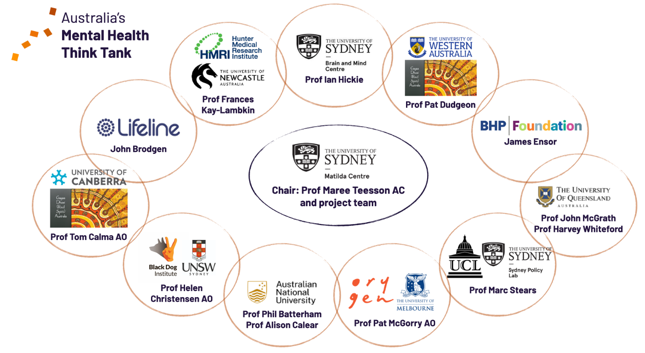 Australia's
Mental Health
Think Tank
HMRI
Hunter
Medical
Research
Institute
THE UNIVERSITY OF
NEWCASTLE
AUSTRALIA
Prof Frances
Kay-Lambkin
THE UNIVERSITY OF
SYDNEY
Brain and Mind
Centre
Prof Ian Hickie
THE UNIVERSITY OF
WESTERN
AUSTRALIA
Prof Pat Dudgeon
Lifeline
John Brodgen
BHP Foundation
James Ensor
THE UNIVERSITY OF
SYDNEY
Matilda Centre
Chair: Prof Maree Teesson AC
and project team
UNIVERSITY OF
CANBERRA
Prof Tom Calma AO
THE UNIVERSITY
OF QUEENSLAND
AUSTRALIA
Prof John McGrath
Prof Harvey Whiteford
Black Dog
Institute
UNSW
SYDNEY
Prof Helen
Christensen AO
Australian
National
University
Prof Phil Batterham
Prof Alison Calear
orygen
THE UNIVERSITY OF
MELBOURNE
Prof Pat McGorry AO
UCL
THE UNIVERSITY OF
SYDNEY
Sydney Policy
Lab
Prof Marc Stears